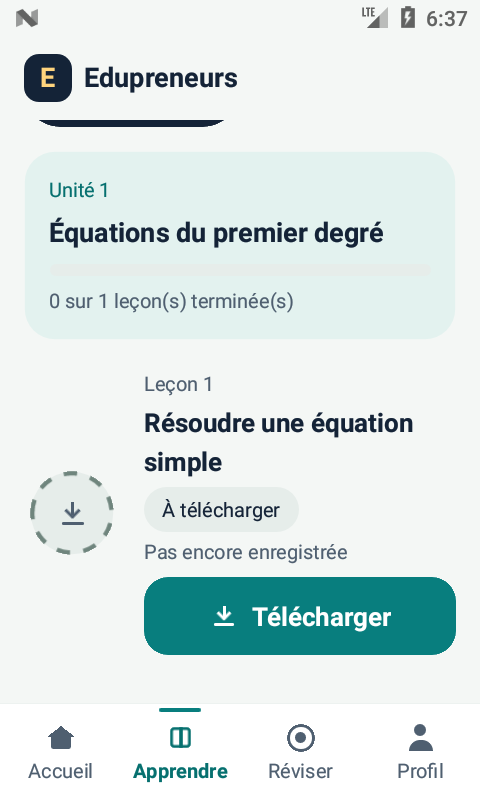 LTE 6:37
E Edupreneurs
Unité 1
Équations du premier degré
0 sur 1 leçon(s) terminée(s)
Leçon 1
Résoudre une équation
simple
À télécharger
Pas encore enregistrée
Télécharger
Accueil Apprendre Réviser Profil